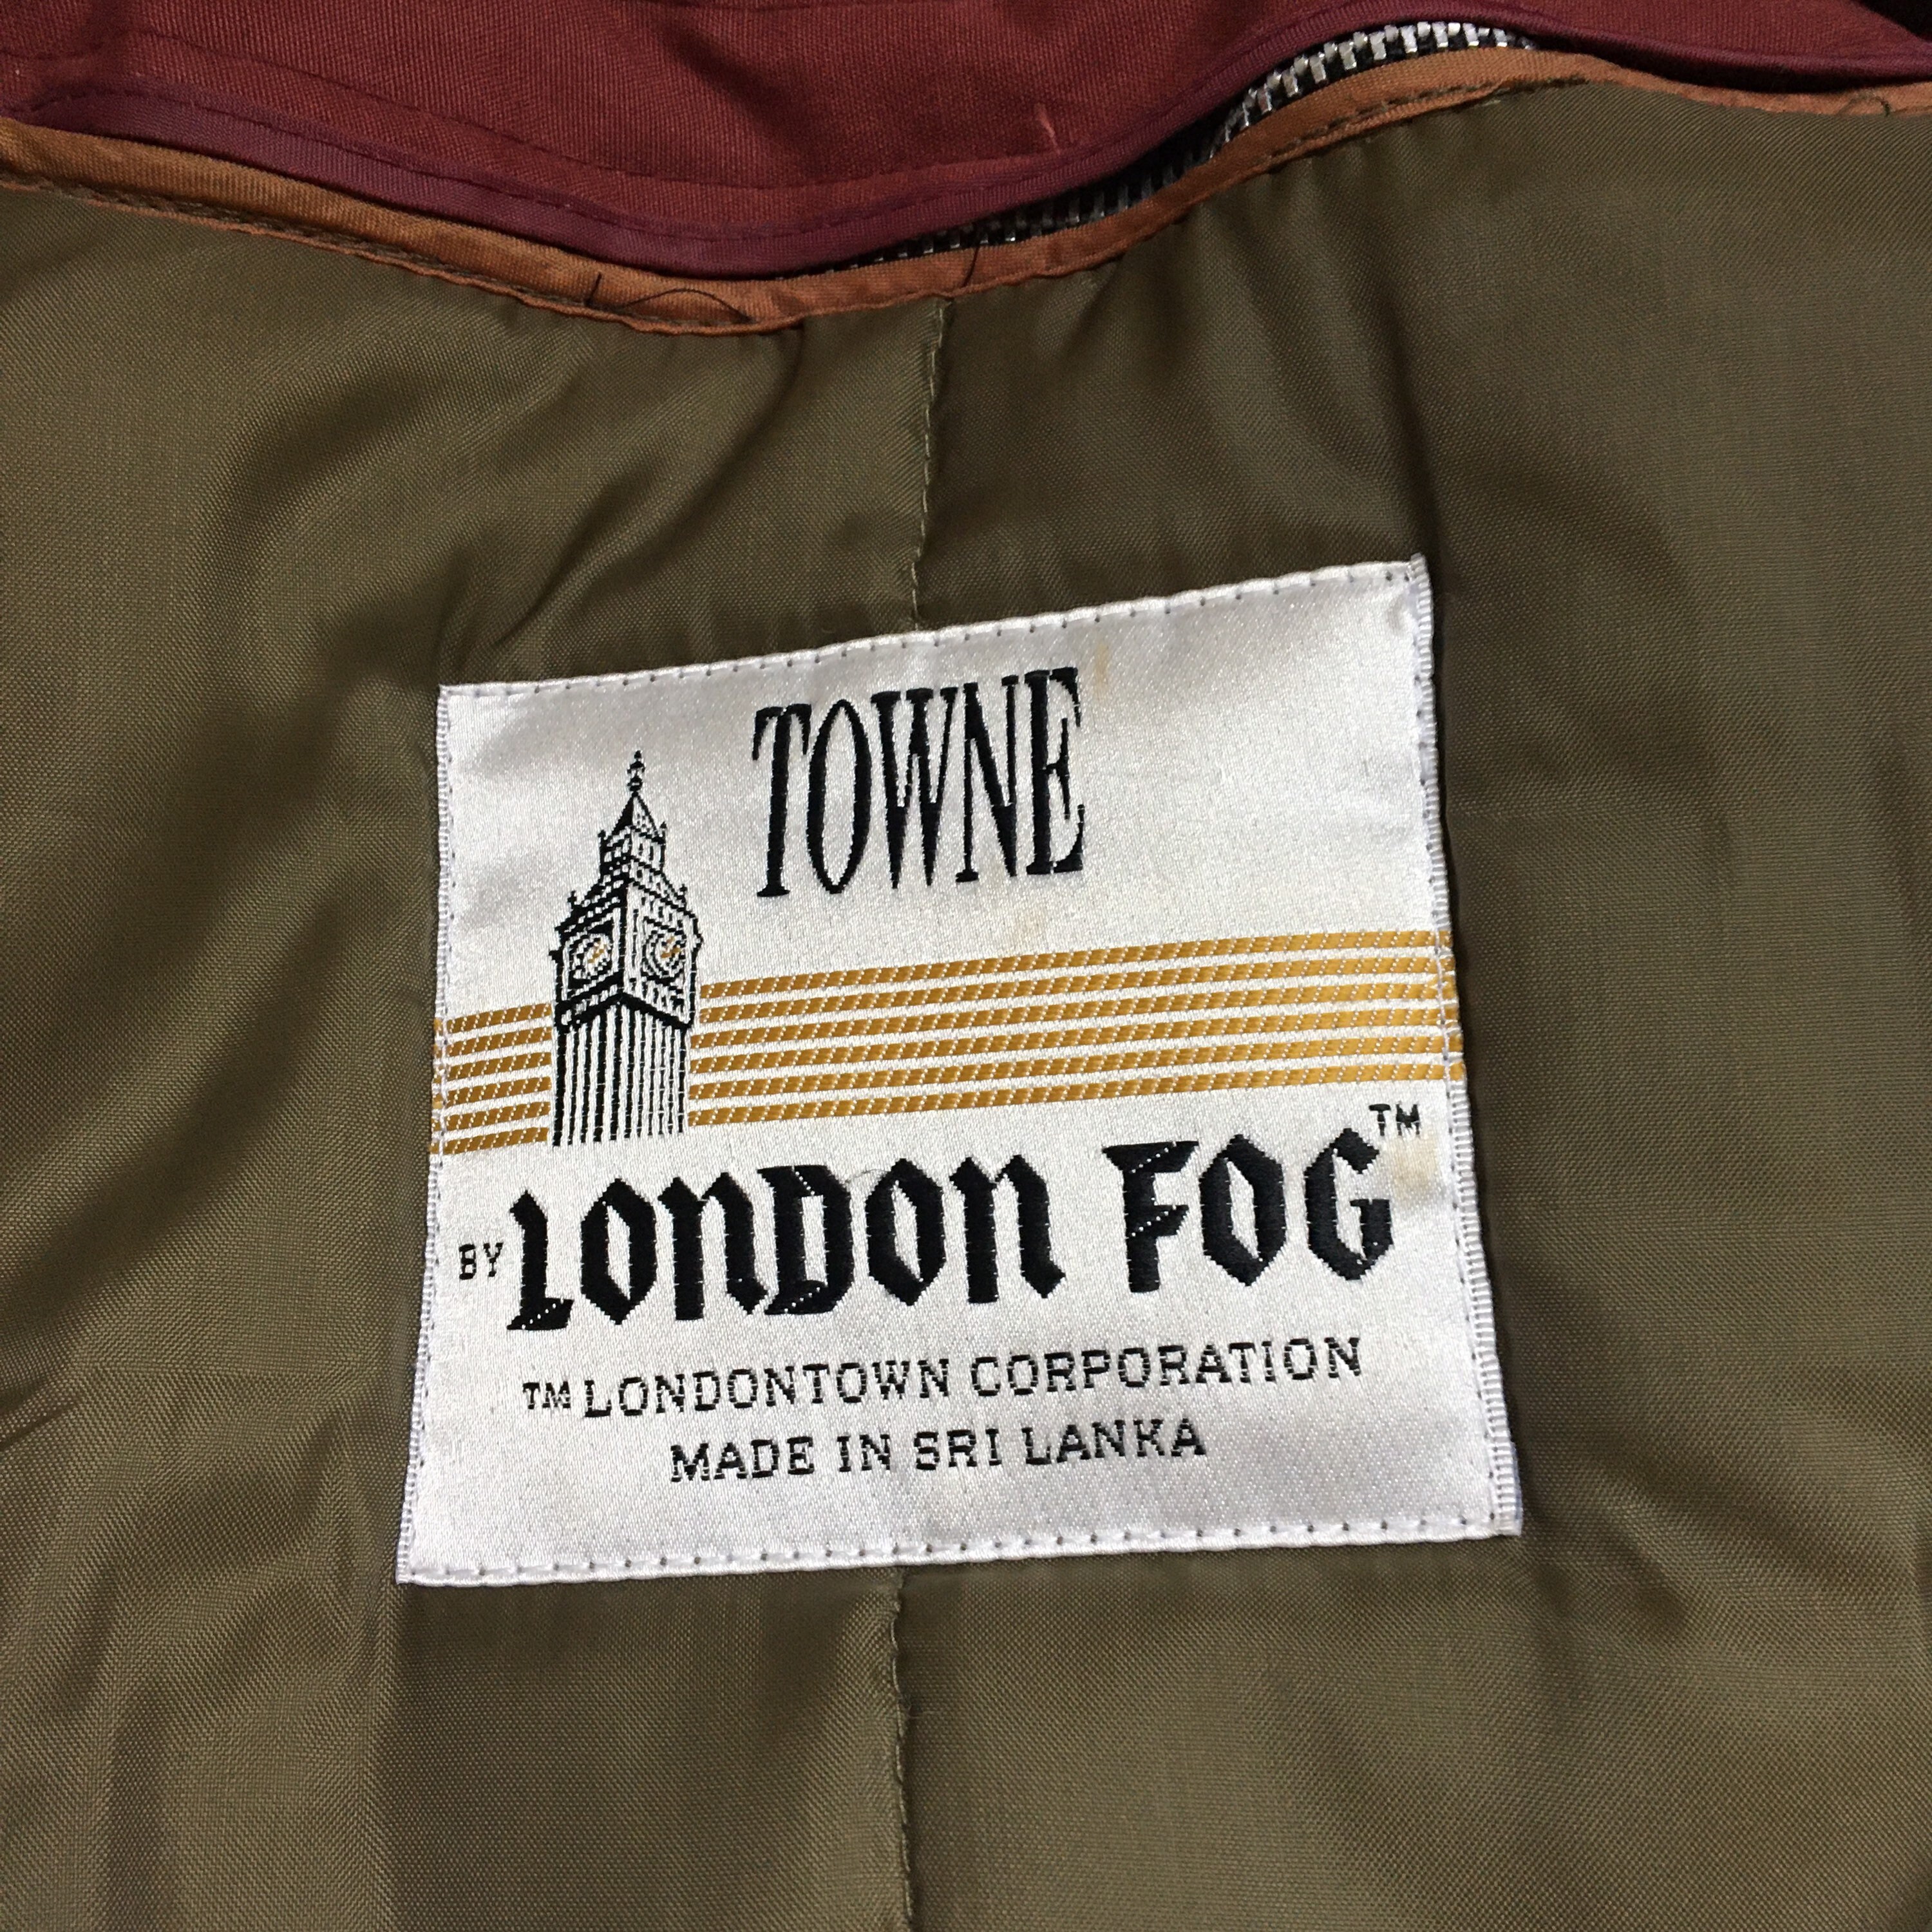 TOWNE
BY LONDON FOG™
™ LONDONTOWN CORPORATION
MADE IN SRI LANKA